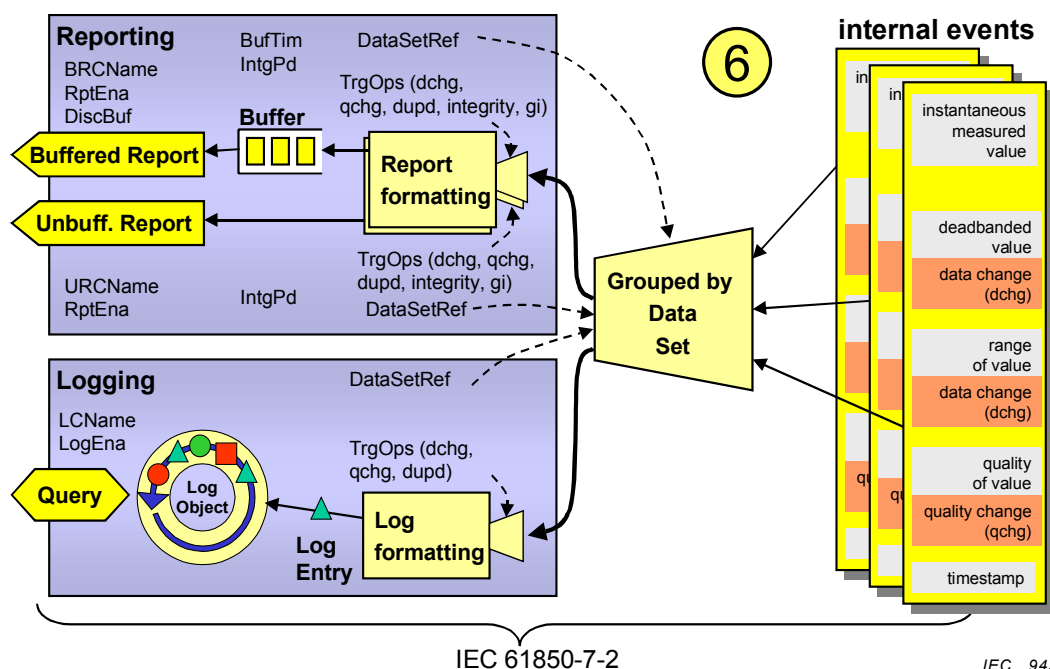 Reporting
BufTim
IntgPd
DataSetRef
BRCName
RptEna
DiscBuf
TrgOps (dchg,
qchg, dupd, integrity, gi)
Buffer
Buffered Report
Report
formatting
Unbuff. Report
TrgOps (dchg, qchg,
dupd, integrity, gi)
URCName
RptEna
IntgPd
DataSetRef
Logging
DataSetRef
LCName
LogEna
TrgOps (dchg,
qchg, dupd)
Query
Log
Object
Log
Entry
Log
formatting
Grouped by
Data
Set
6
internal events
in
in
instantaneous
measured
value
deadbanded
value
data change
(dchg)
range
of value
data change
(dchg)
qu
qu
quality
of value
quality change
(qchg)
timestamp
IEC 61850-7-2